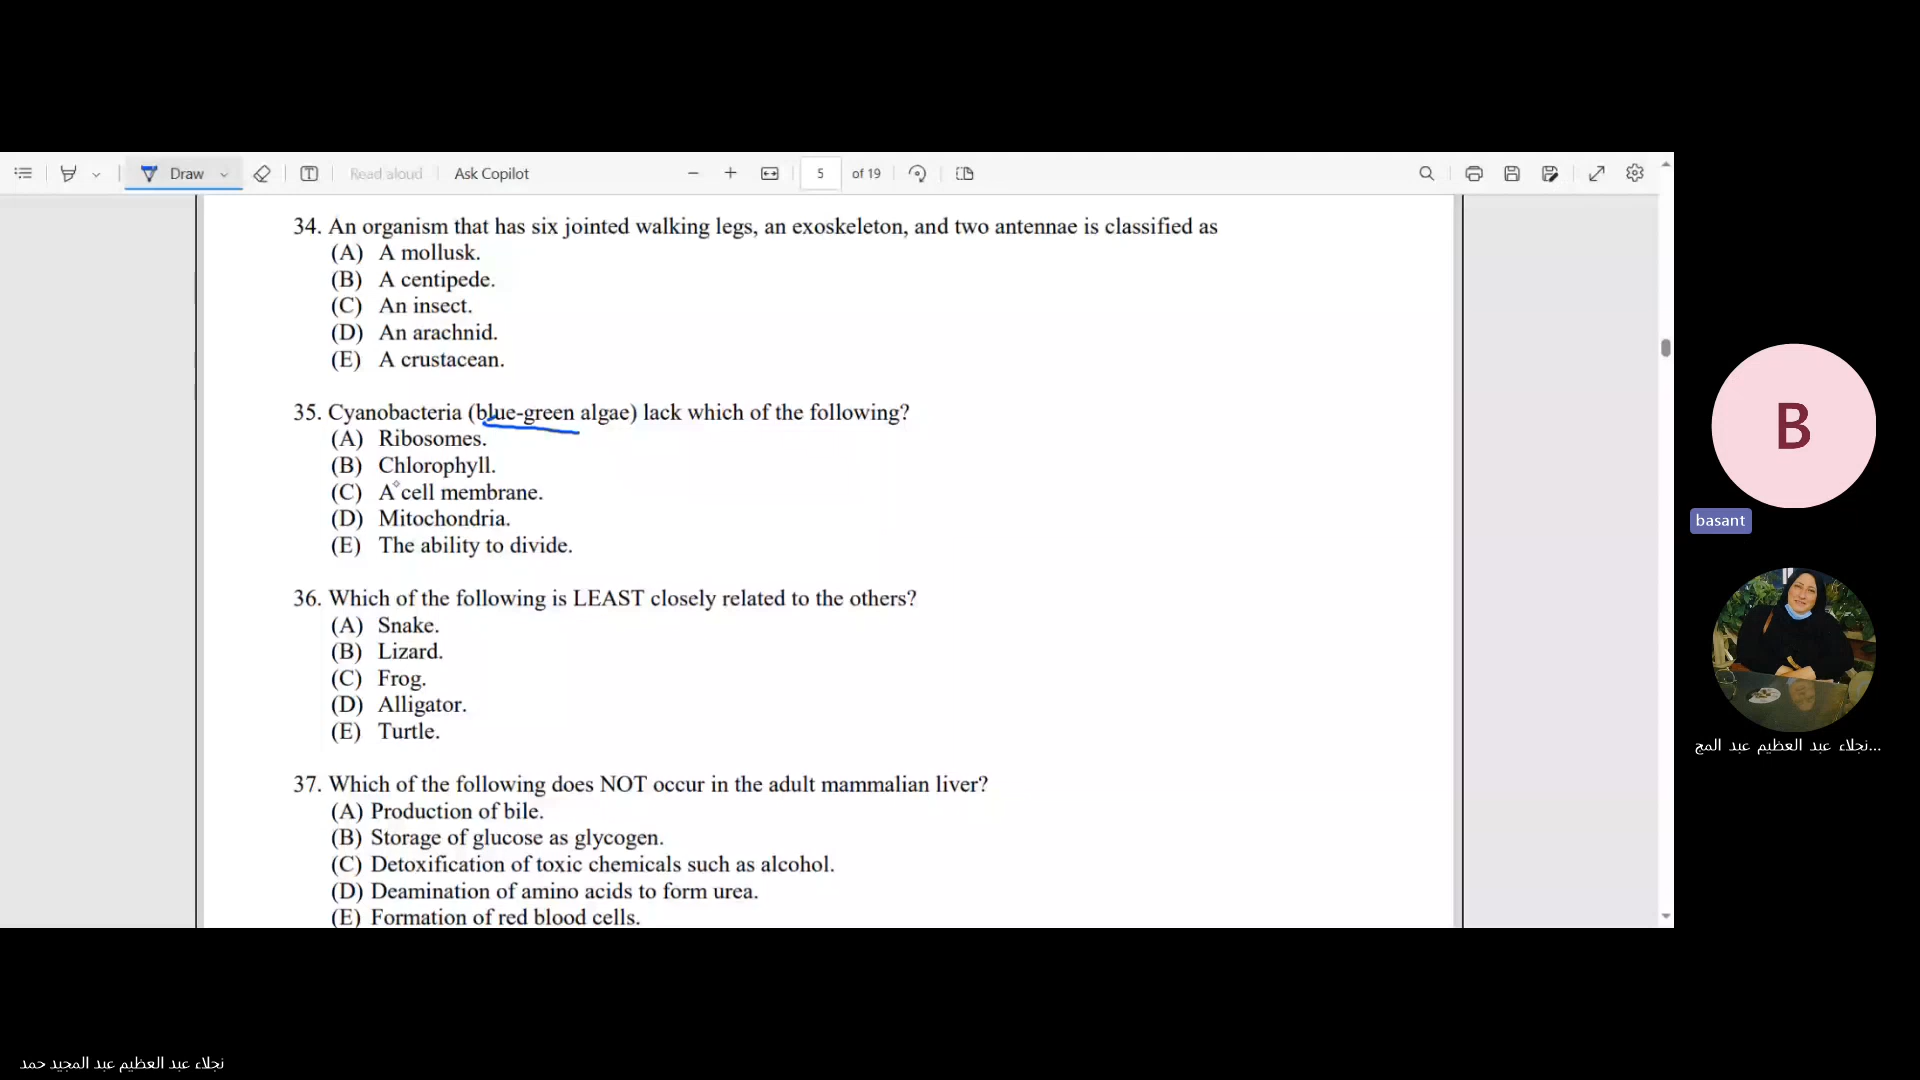 Draw
Read aloud
Ask Copilot
5
of 19
34. An organism that has six jointed walking legs, an exoskeleton, and two antennae is classified as
(A) A mollusk.
(B) A centipede.
(C) An insect.
(D) An arachnid.
(E) A crustacean.
35. Cyanobacteria (blue-green algae) lack which of the following?
(A) Ribosomes.
(B) Chlorophyll.
(C) A cell membrane.
(D) Mitochondria.
(E) The ability to divide.
36. Which of the following is LEAST closely related to the others?
(A) Snake.
(B) Lizard.
(C) Frog.
(D) Alligator.
(E) Turtle.
37. Which of the following does NOT occur in the adult mammalian liver?
(A) Production of bile.
(B) Storage of glucose as glycogen.
(C) Detoxification of toxic chemicals such as alcohol.
(D) Deamination of amino acids to form urea.
(E) Formation of red blood cells.
B
basant
نجلاء عبد العظيم عبد المج...
نجلاء عبد العظيم عبد المجيد حمد